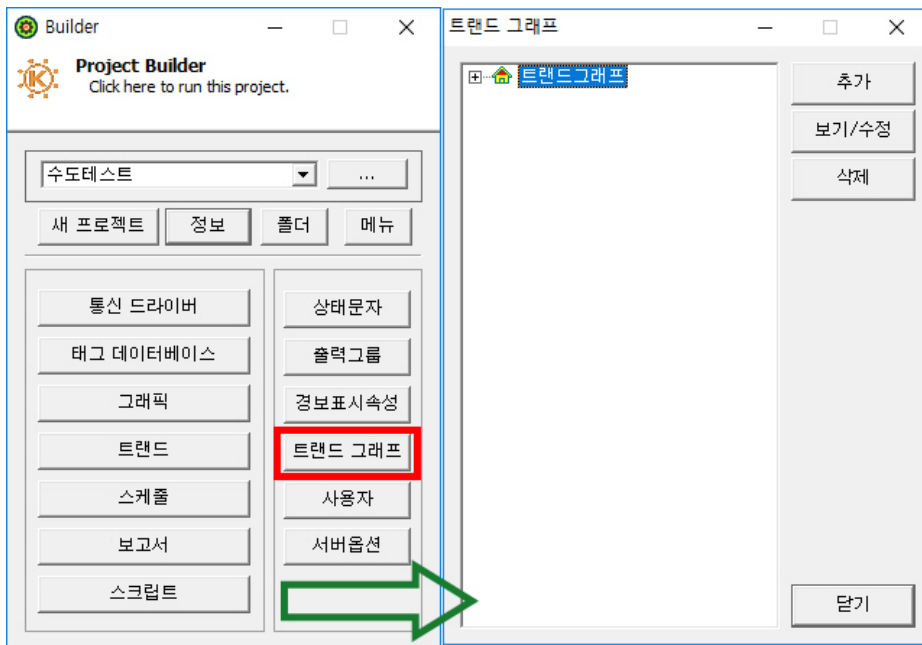 Builder
Project Builder
Click here to run this project.
수도테스트
...
새 프로젝트
정보
폴더
메뉴
통신 드라이버
태그 데이터베이스
그래픽
트랜드
스케줄
보고서
스크립트
상태문자
출력그룹
경보표시속성
트랜드 그래프
사용자
서버옵션
트랜드 그래프
트랜드그래프
추가
보기/수정
삭제
닫기